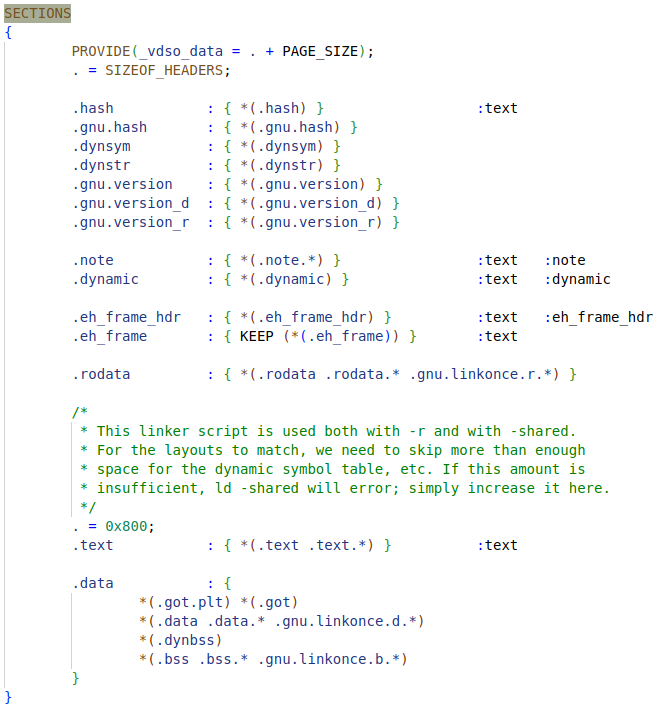 SECTIONS
{
        PROVIDE(_vdso_data = . + PAGE_SIZE);
        . = SIZEOF_HEADERS;

        .hash           : { *(.hash) }                  :text
        .gnu.hash       : { *(.gnu.hash) }
        .dynsym         : { *(.dynsym) }
        .dynstr         : { *(.dynstr) }
        .gnu.version    : { *(.gnu.version) }
        .gnu.version_d  : { *(.gnu.version_d) }
        .gnu.version_r  : { *(.gnu.version_r) }

        .note           : { *(.note.*) }                :text   :note
        .dynamic        : { *(.dynamic) }               :text   :dynamic

        .eh_frame_hdr   : { *(.eh_frame_hdr) }          :text   :eh_frame_hdr
        .eh_frame       : { KEEP (*(.eh_frame)) }       :text

        .rodata         : { *(.rodata .rodata.* .gnu.linkonce.r.*) }

        /*
         * This linker script is used both with -r and with -shared.
         * For the layouts to match, we need to skip more than enough
         * space for the dynamic symbol table, etc. If this amount is
         * insufficient, ld -shared will error; simply increase it here.
         */
        . = 0x800;
        .text           : { *(.text .text.*) }          :text

        .data           : {
                *(.got.plt) *(.got)
                *(.data .data.* .gnu.linkonce.d.*)
                *(.dynbss)
                *(.bss .bss.* .gnu.linkonce.b.*)
        }
}